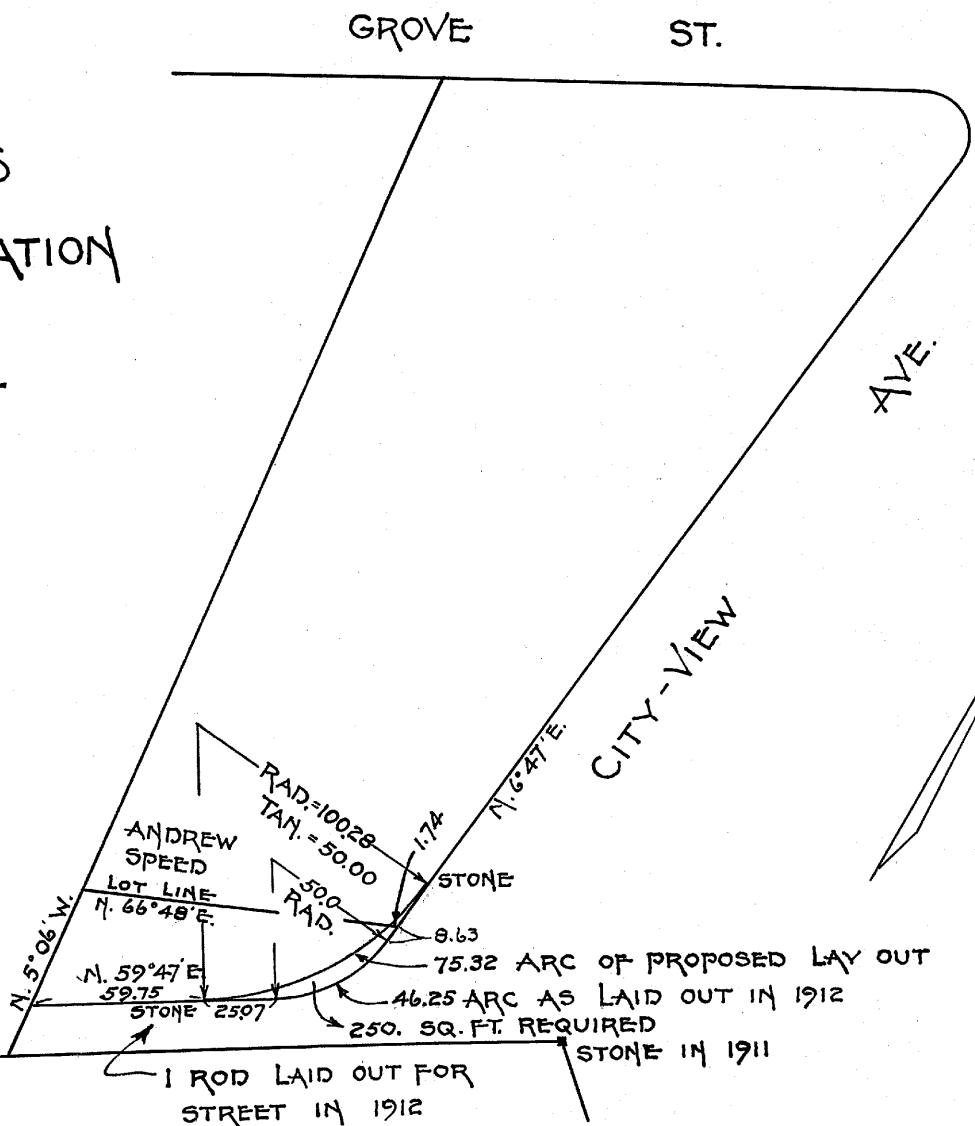 GROVE ST.
S
ATION
AVE.
CITY-VIEW
N. 6°47'E.
RAD.=100.28
TAN.=50.00
1.74
ANDREW
SPEED
LOT LINE
N. 66°48'E.
STONE
50.0
RAD.
8.63
N. 5°06'W.
N. 59°47'E
59.75
STONE 25.07
75.32 ARC OF PROPOSED LAY OUT
46.25 ARC AS LAID OUT IN 1912
250. SQ. FT. REQUIRED
STONE IN 1911
1 ROD LAID OUT FOR
STREET IN 1912